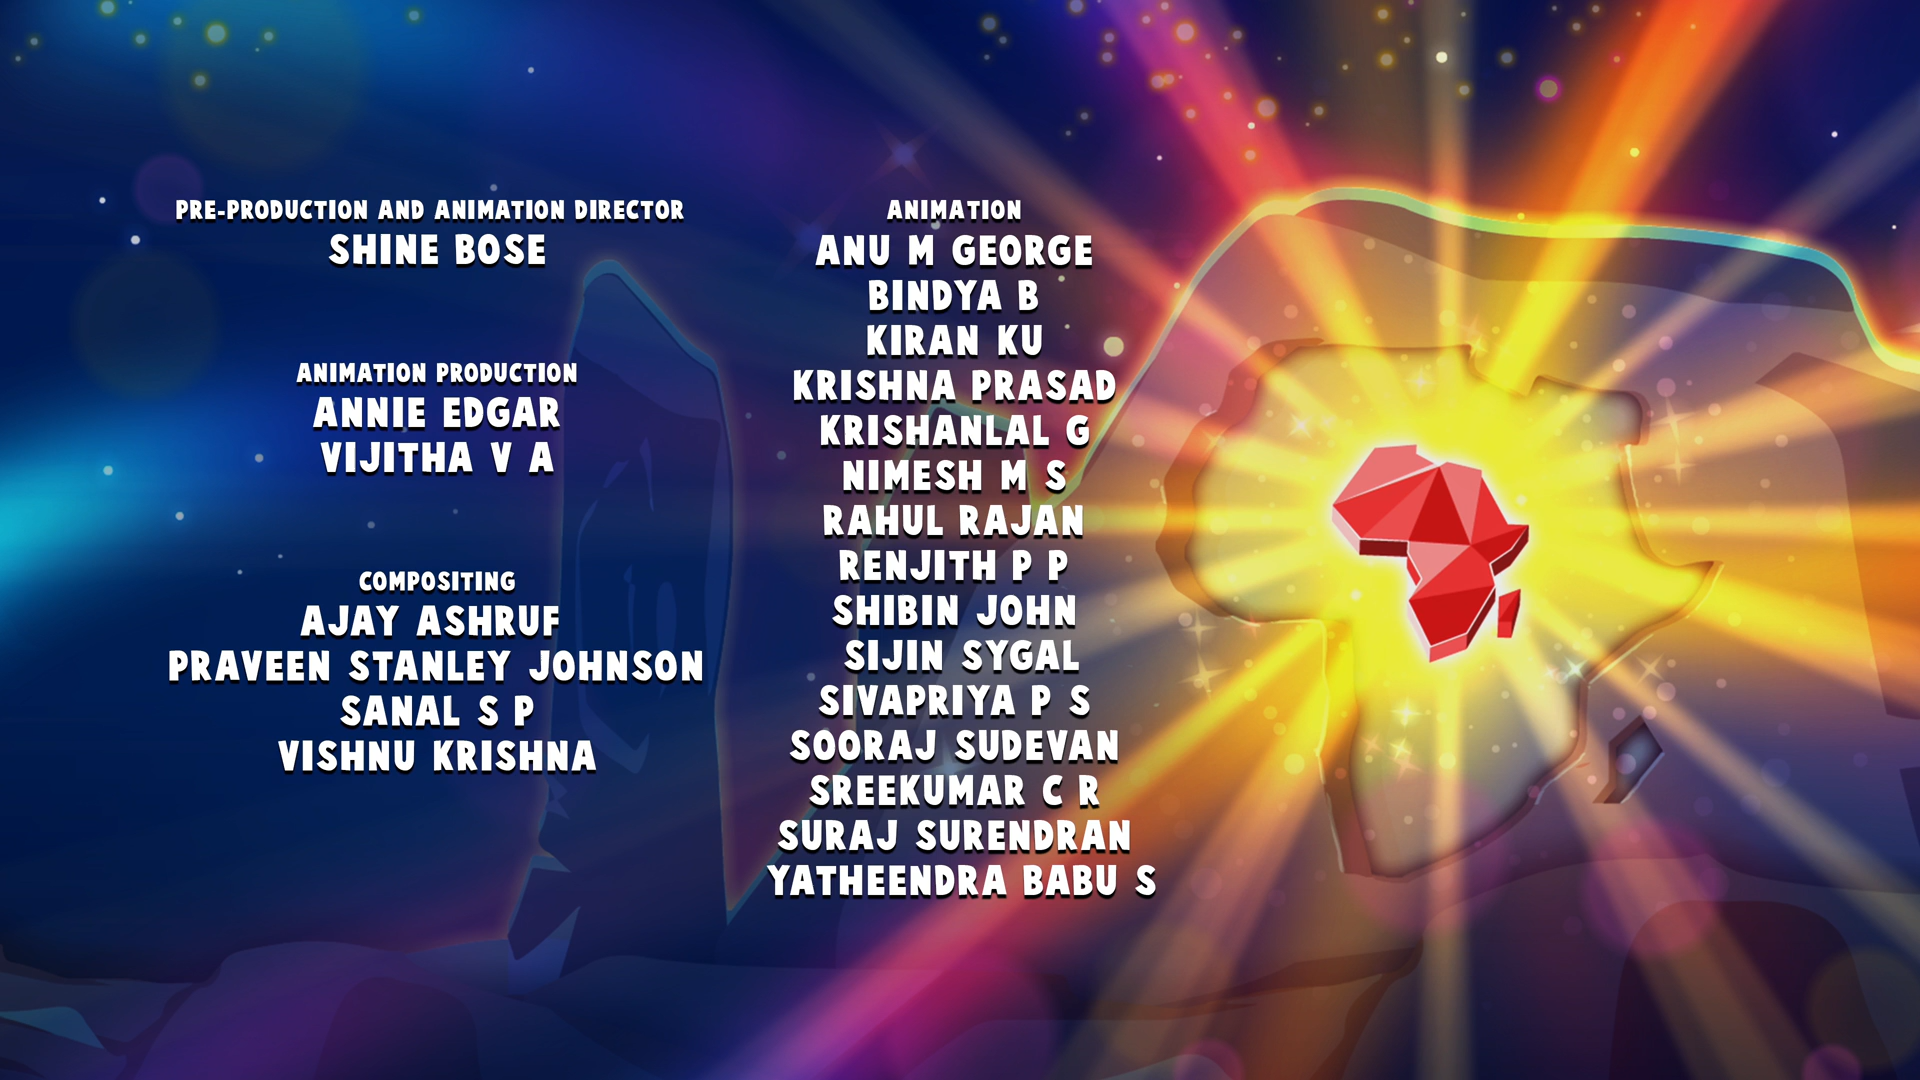 PRE-PRODUCTION AND ANIMATION DIRECTOR
SHINE BOSE
ANIMATION PRODUCTION
ANNIE EDGAR
VIJITHA V A
COMPOSITING
AJAY ASHRUF
PRAVEEN STANLEY JOHNSON
SANAL S P
VISHNU KRISHNA
ANIMATION
ANU M GEORGE
BINDYA B
KIRAN KU
KRISHNA PRASAD
KRISHANLAL G
NIMESH M S
RAHUL RAJAN
RENJITH P P
SHIBIN JOHN
SIJIN SYGAL
SIVAPRIYA P S
SOORAJ SUDEVAN
SREEKUMAR C R
SURAJ SURENDRAN
YATHEENDRA BABU S